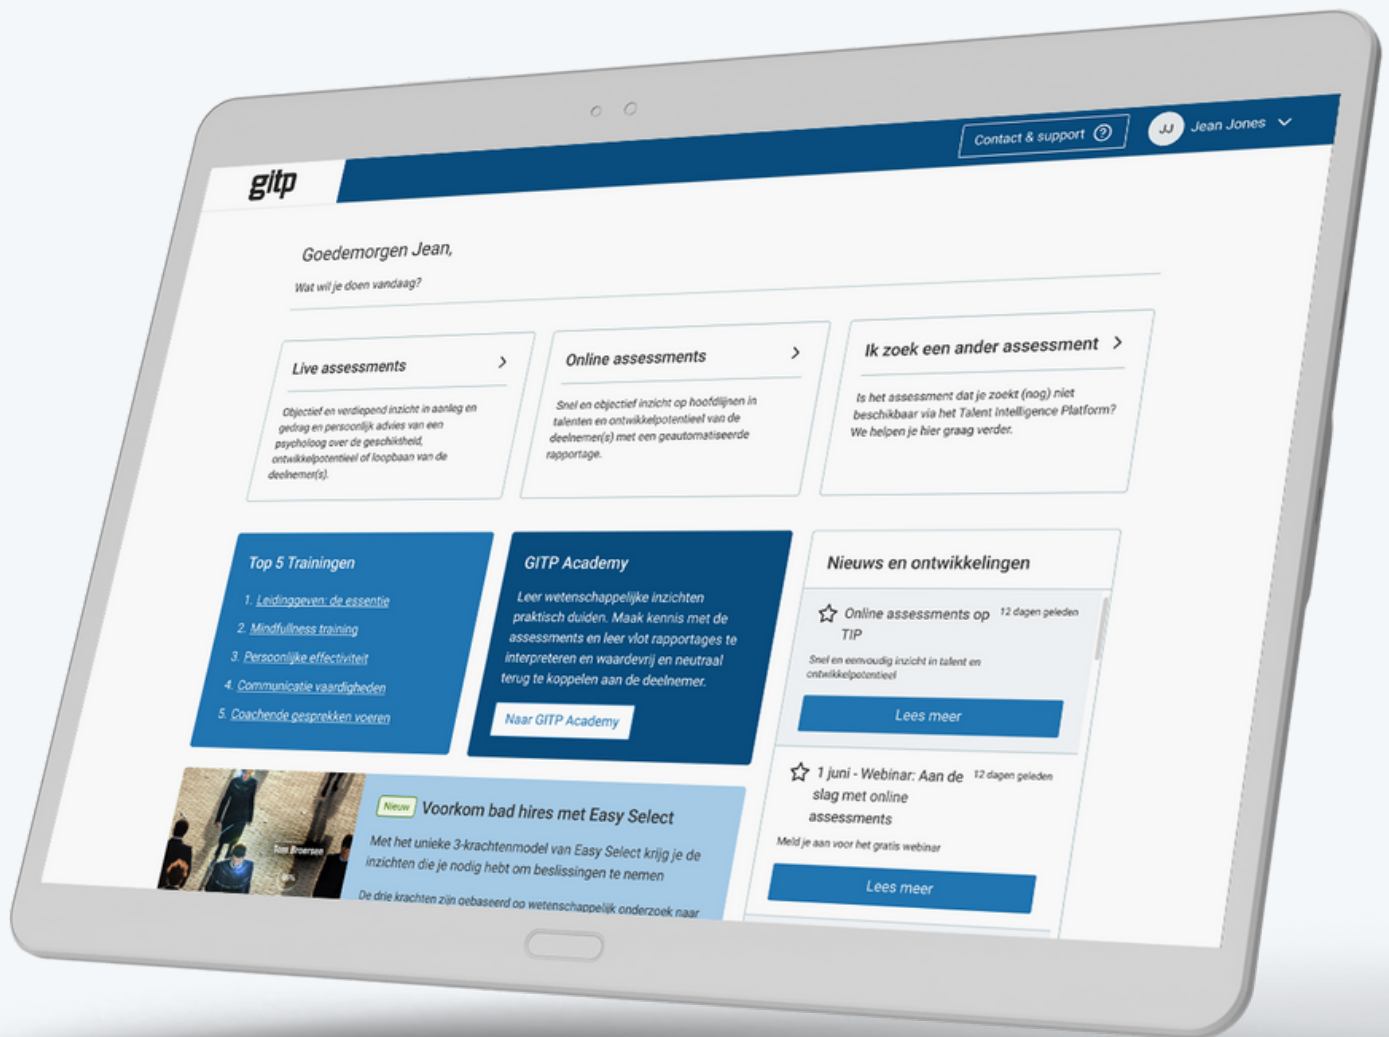 gitp
Contact & support
JJ
Jean Jones
Goedemorgen Jean,
Wat wil je doen vandaag?
Live assessments
Objectief en verdiepend inzicht in aanleg en
gedrag en persoonlijk advies van een
psycholoog over de geschiktheid,
ontwikkelpotentieel of loopbaan van de
deelnemer(s).
Online assessments
Snel en objectief inzicht op hoofdlijnen in
talenten en ontwikkelpotentieel van de
deelnemer(s) met een geautomatiseerde
rapportage.
Ik zoek een ander assessment
Is het assessment dat je zoekt (nog) niet
beschikbaar via het Talent Intelligence Platform?
We helpen je hier graag verder.
Top 5 Trainingen
1. Leidinggeven: de essentie
2. Mindfullness training
3. Persoonlijke effectiviteit
4. Communicatie vaardigheden
5. Coachende gesprekken voeren
GITP Academy
Leer wetenschappelijke inzichten
praktisch duiden. Maak kennis met de
assessments en leer vlot rapportages te
interpreteren en waardevrij en neutraal
terug te koppelen aan de deelnemer.
Naar GITP Academy
Nieuws en ontwikkelingen
Online assessments op
TIP
12 dagen geleden
Snel en eenvoudig inzicht in talent en
ontwikkelpotentieel
Lees meer
1 juni - Webinar: Aan de
slag met online
assessments
12 dagen geleden
Meld je aan voor het gratis webinar
Lees meer
Tom Broersen
Nieuw
Voorkom bad hires met Easy Select
Met het unieke 3-krachtenmodel van Easy Select krijg je de
inzichten die je nodig hebt om beslissingen te nemen
De drie krachten zijn gebaseerd op wetenschappelijk onderzoek naar